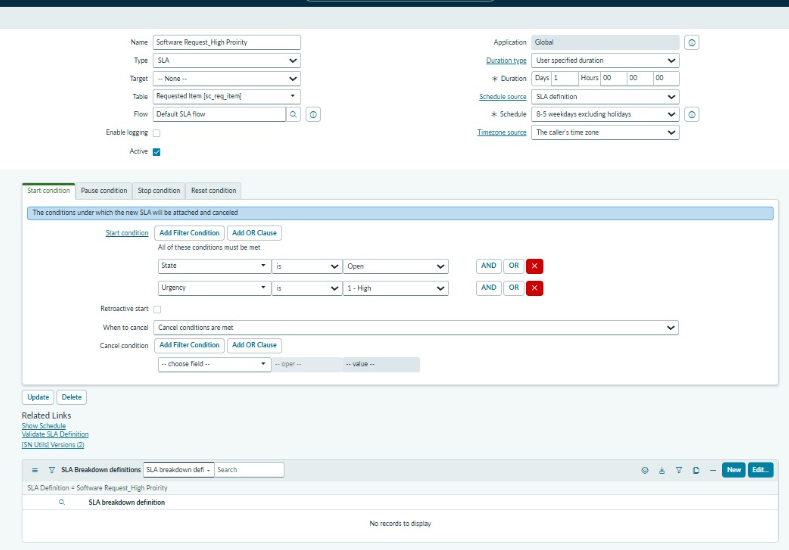 Name Software Request_High Proirity
Application Global
Type SLA
Duration type User specified duration
Target -- None --
* Duration Days 1 Hours 00 00 00
Table Requested Item [sc_req_item]
Schedule source SLA definition
Flow Default SLA flow
* Schedule 8-5 weekdays excluding holidays
Enable logging
Timezone source The caller's time zone
Active
Start condition Pause condition Stop condition Reset condition
The conditions under which the new SLA will be attached and canceled
Start condition Add Filter Condition Add OR Clause
All of these conditions must be met
State is Open AND OR X
Urgency is 1 - High AND OR X
Retroactive start
When to cancel Cancel conditions are met
Cancel condition Add Filter Condition Add OR Clause
-- choose field -- -- oper -- -- value --
Update Delete
Related Links
Show Schedule
Validate SLA Definition
[SN Utils] Versions (2)
SLA Breakdown definitions SLA breakdown defi Search New Edit...
SLA Definition = Software Request_High Proirity
SLA breakdown definition
No records to display